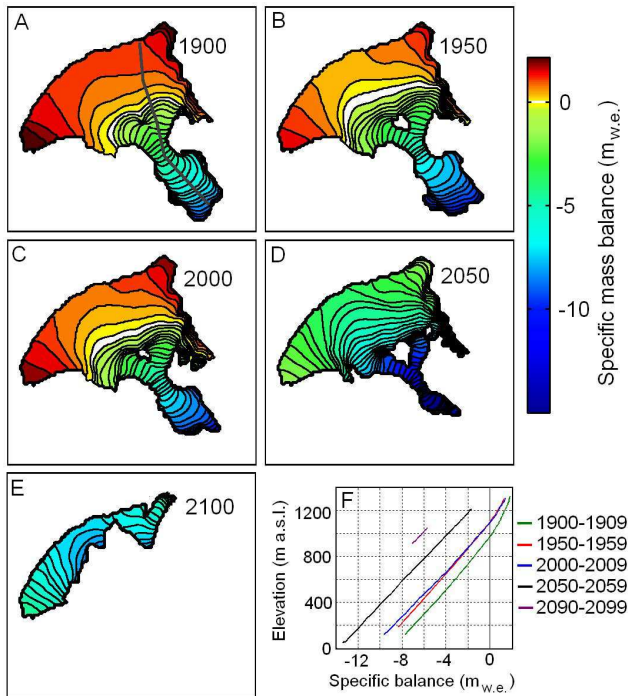 A
1900
B
1950
0
-5
-10
Specific mass balance (m w.e.)
C
2000
D
2050
E
2100
F
1200
800
400
0
Elevation (m a.s.l.)
-12 -8 -4 0
Specific balance (m w.e.)
1900-1909
1950-1959
2000-2009
2050-2059
2090-2099